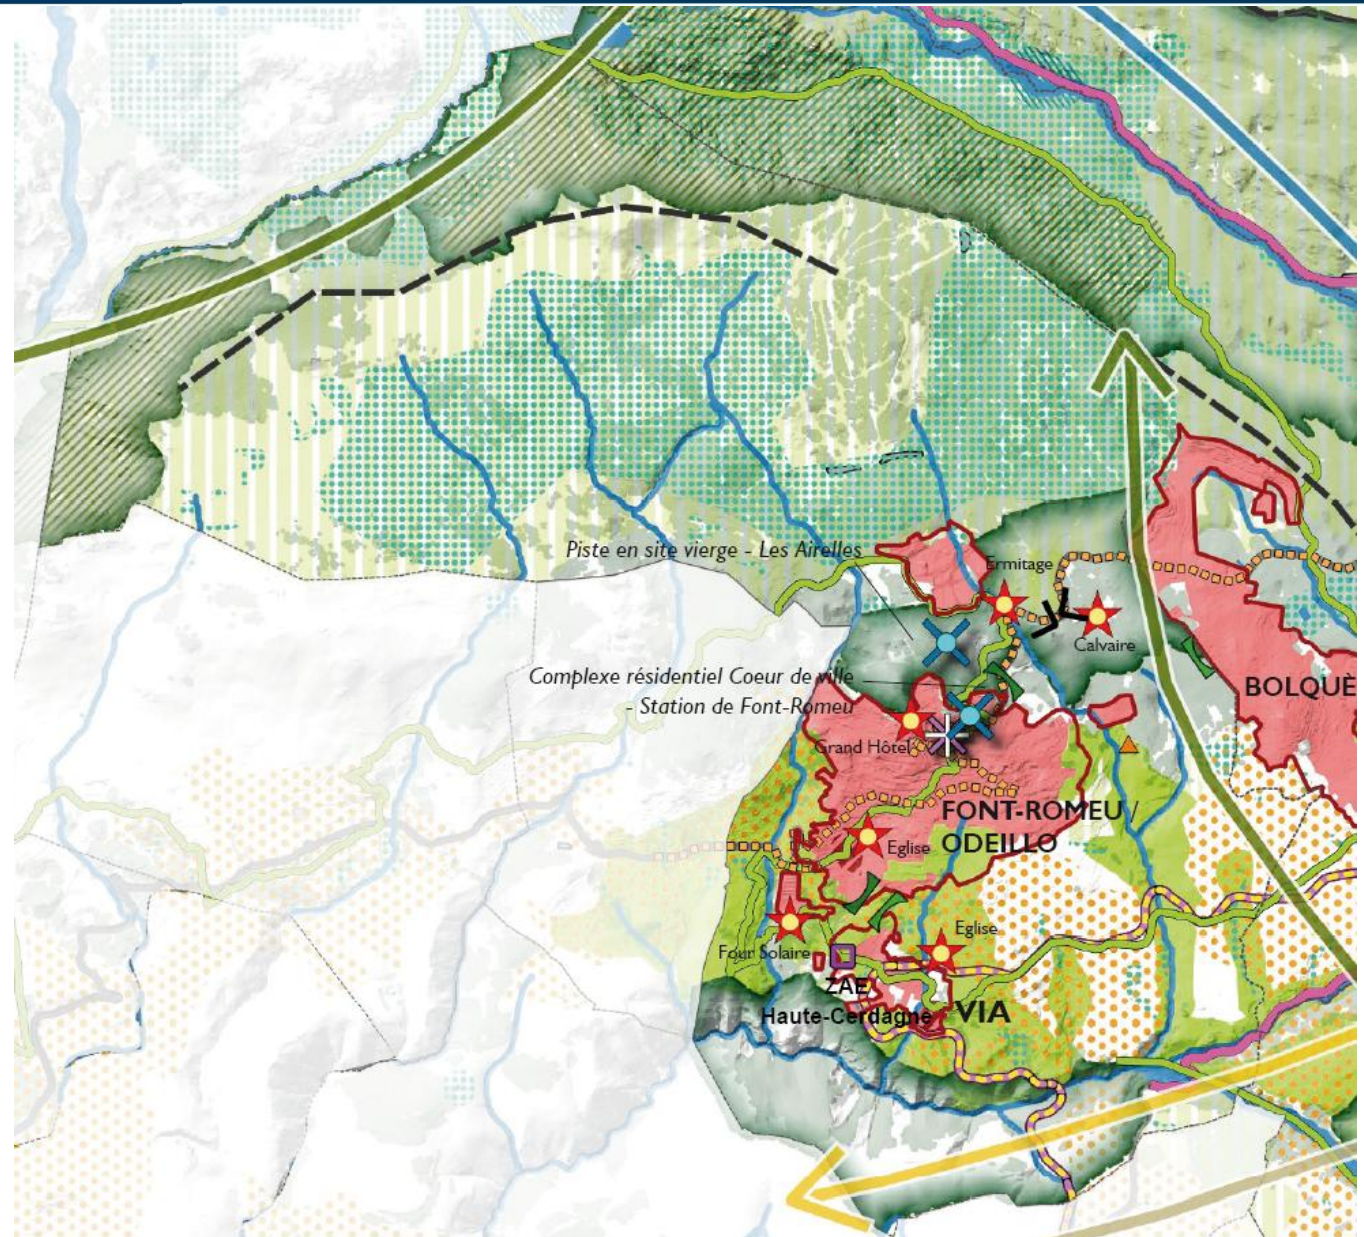 Piste en site vierge - Les Airelles
Ermitage
Calvaire
Complexe résidentiel Coeur de ville
- Station de Font-Romeu
BOLQUÈ
Grand Hôtel
FONT-ROMEU /
ODEILLO
Eglise
Eglise
Four Solaire
ZAE
Haute-Cerdagne
VIA